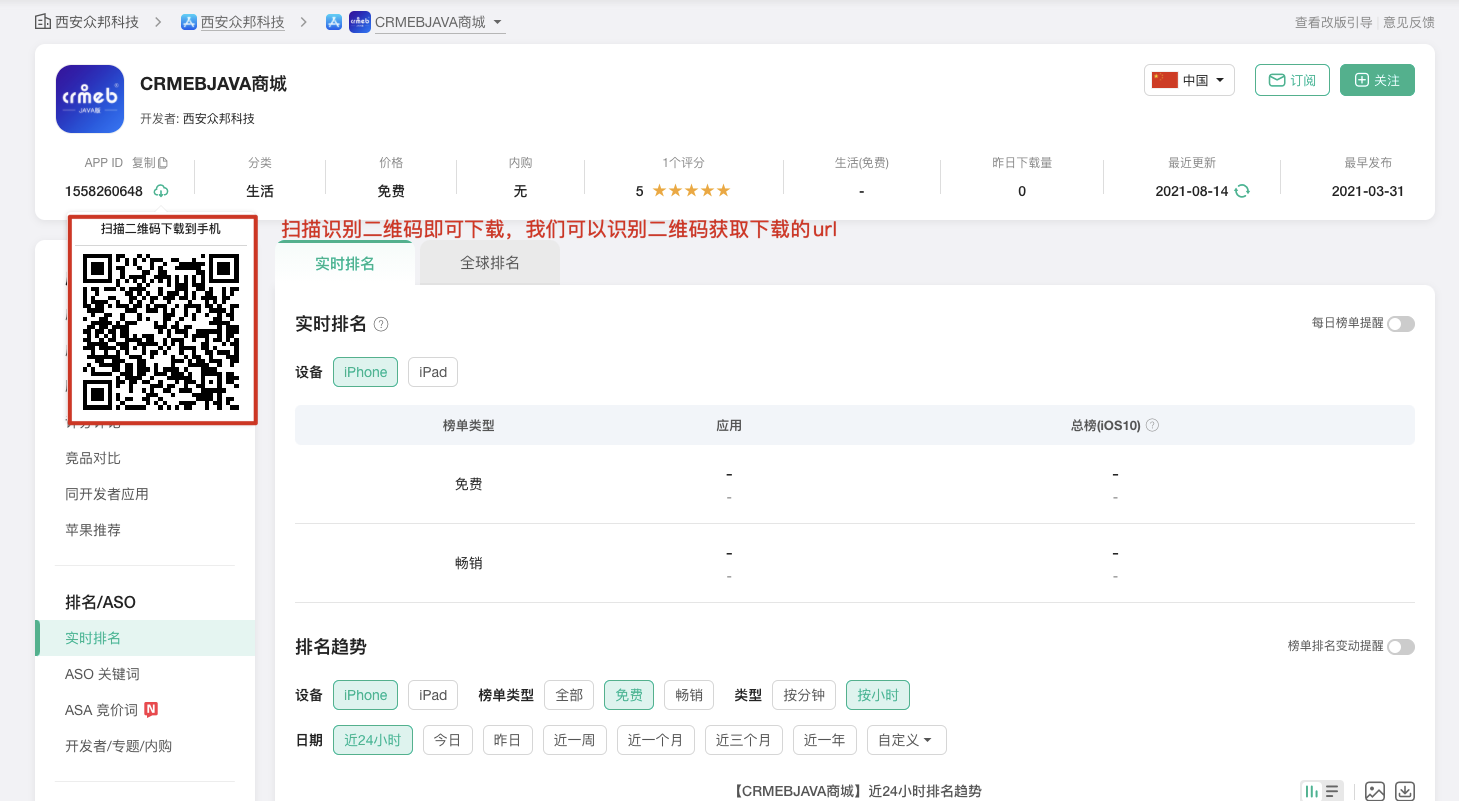 西安众邦科技 > 西安众邦科技 > CRMEBJAVA商城
查看改版引导 | 意见反馈
crmeb
JAVA版
CRMEBJAVA商城
开发者: 西安众邦科技
中国
订阅
关注
APP ID 复制 分类 价格 内购 1个评分 生活(免费) 昨日下载量 最近更新 最早发布
1558260648 生活 免费 无 5 ★★★★★ - 0 2021-08-14 2021-03-31
扫描二维码下载到手机
扫描识别二维码即可下载，我们可以识别二维码获取下载的url
实时排名 全球排名
实时排名 ?
每日榜单提醒
设备 iPhone iPad
榜单类型 应用 总榜(iOS10) ?
免费 - -
- -
畅销 - -
- -
竞品对比
同开发者应用
苹果推荐
排名/ASO
实时排名
ASO 关键词
ASA 竞价词 N
开发者/专题/内购
排名趋势
榜单排名变动提醒
设备 iPhone iPad 榜单类型 全部 免费 畅销 类型 按分钟 按小时
日期 近24小时 今日 昨日 近一周 近一个月 近三个月 近一年 自定义
【CRMEBJAVA商城】近24小时排名趋势